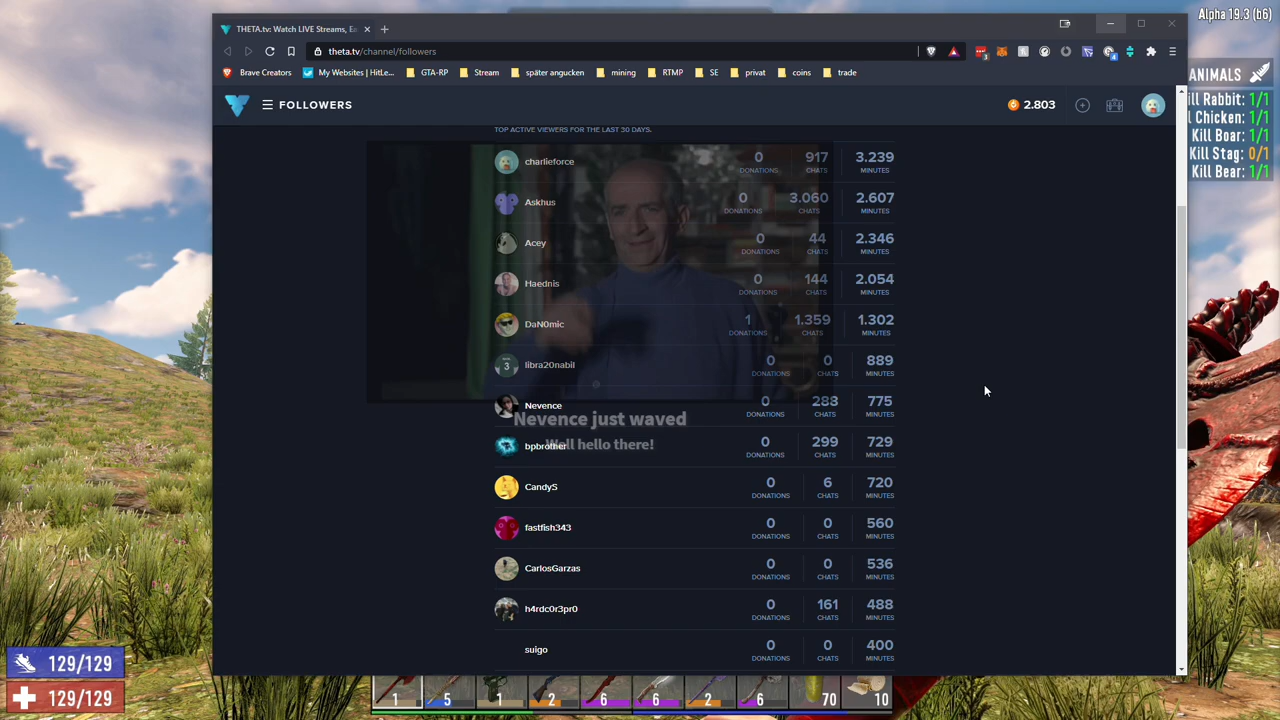 Alpha 19.3 (b6)
THETA.tv: Watch LIVE Streams, Ea
theta.tv/channel/followers
Brave Creators
My Websites | HitLe...
GTA-RP
Stream
später angucken
mining
RTMP
SE
privat
coins
trade
FOLLOWERS
2.803
TOP ACTIVE VIEWERS FOR THE LAST 30 DAYS.
charlieforce 0 917 3.239
DONATIONS CHATS MINUTES
Askhus 0 3.060 2.607
DONATIONS CHATS MINUTES
Acey 0 44 2.346
DONATIONS CHATS MINUTES
Haednis 0 144 2.054
DONATIONS CHATS MINUTES
DaN0mic 1 1.359 1.302
DONATIONS CHATS MINUTES
libra20nabil 0 0 889
DONATIONS CHATS MINUTES
Nevence 0 288 775
DONATIONS CHATS MINUTES
Nevence just waved
Well hello there!
bpbrother 0 299 729
DONATIONS CHATS MINUTES
CandyS 0 6 720
DONATIONS CHATS MINUTES
fastfish343 0 0 560
DONATIONS CHATS MINUTES
CarlosGarzas 0 0 536
DONATIONS CHATS MINUTES
h4rdc0r3pr0 0 161 488
DONATIONS CHATS MINUTES
suigo 0 0 400
DONATIONS CHATS MINUTES
ANIMALS
ill Rabbit: 1/1
l Chicken: 1/1
Kill Boar: 1/1
Kill Stag: 0/1
Kill Bear: 1/1
129/129
129/129
1 5 1 2 6 6 2 6 70 10